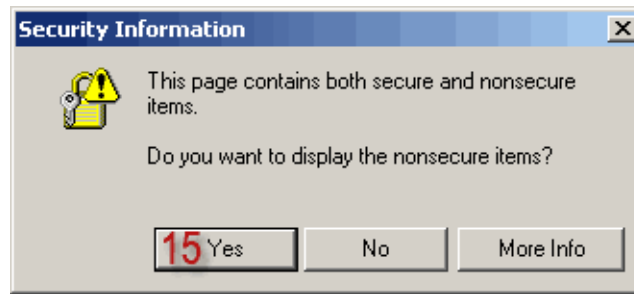 Security Information
This page contains both secure and nonsecure
items.
Do you want to display the nonsecure items?
15 Yes No More Info